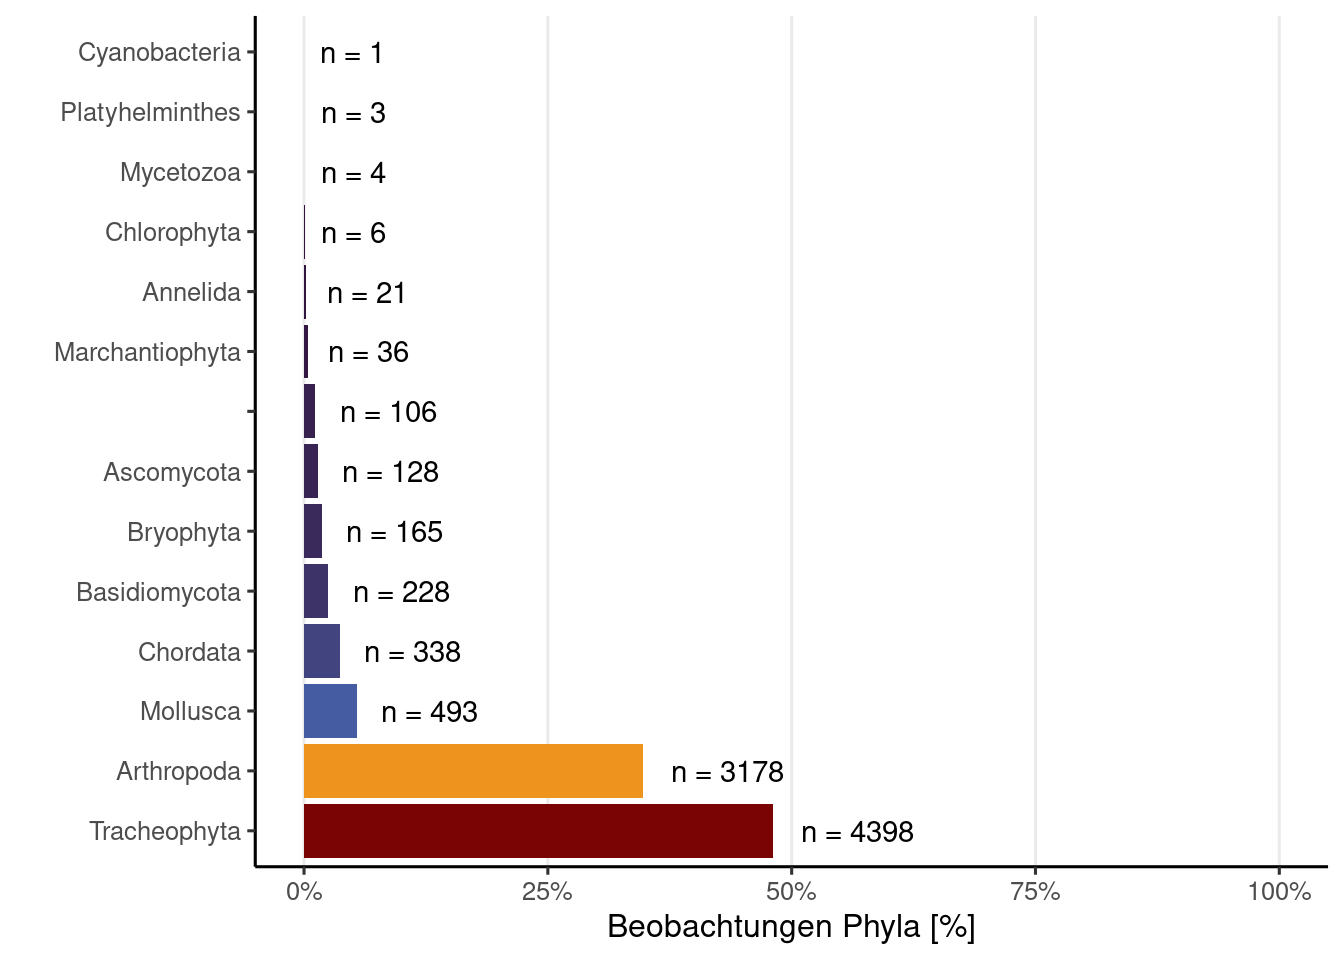 Cyanobacteria n = 1
Platyhelminthes n = 3
Mycetozoa n = 4
Chlorophyta n = 6
Annelida n = 21
Marchantiophyta n = 36
n = 106
Ascomycota n = 128
Bryophyta n = 165
Basidiomycota n = 228
Chordata n = 338
Mollusca n = 493
Arthropoda n = 3178
Tracheophyta n = 4398
0% 25% 50% 75% 100%
Beobachtungen Phyla [%]